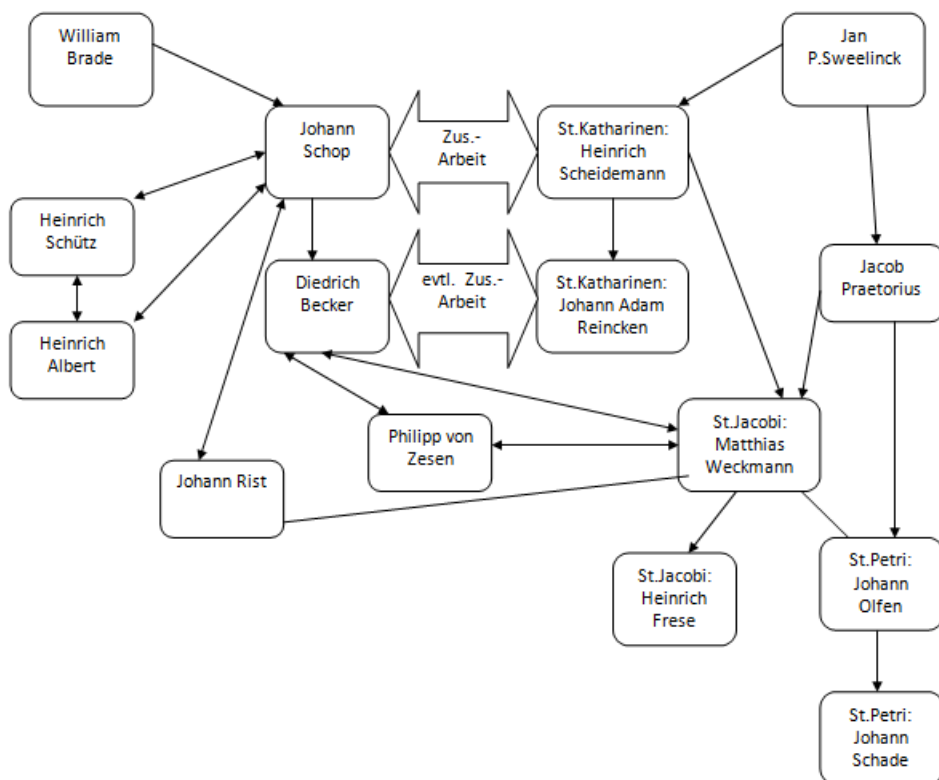 William
Brade
Jan
P.Sweelinck
Johann
Schop
Zus.-
Arbeit
St.Katharinen:
Heinrich
Scheidemann
Heinrich
Schütz
Diedrich
Becker
evtl. Zus.-
Arbeit
St.Katharinen:
Johann Adam
Reincken
Jacob
Praetorius
Heinrich
Albert
Philipp von
Zesen
St.Jacobi:
Matthias
Weckmann
Johann Rist
St.Jacobi:
Heinrich
Frese
St.Petri:
Johann
Olfen
St.Petri:
Johann
Schade